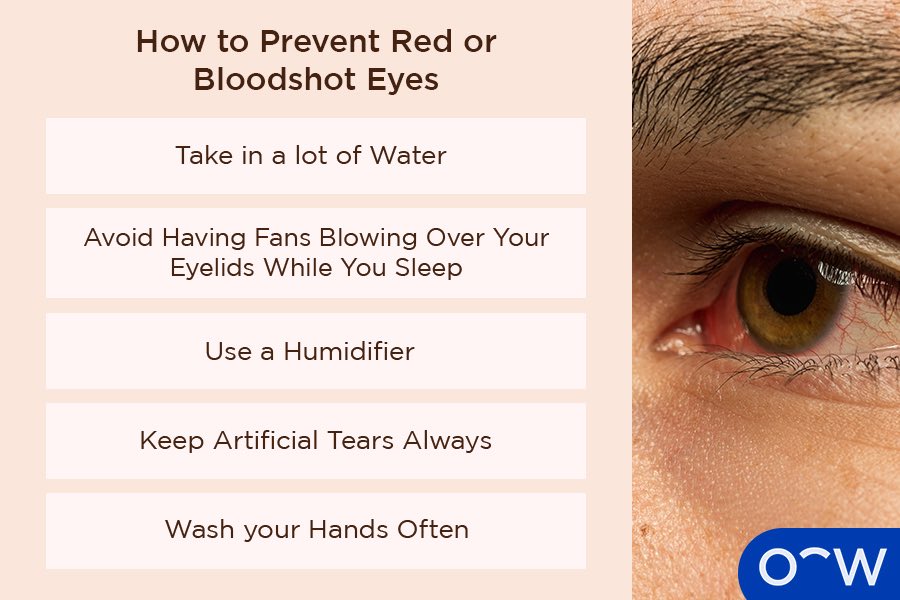 How to Prevent Red or
Bloodshot Eyes
Take in a lot of Water
Avoid Having Fans Blowing Over Your
Eyelids While You Sleep
Use a Humidifier
Keep Artificial Tears Always
Wash your Hands Often